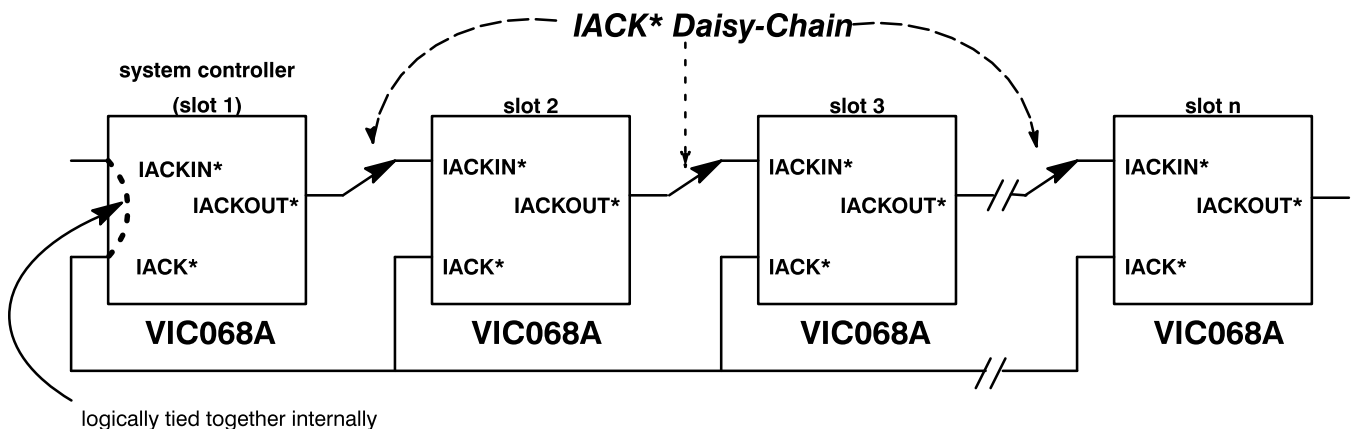 IACK* Daisy-Chain
system controller
(slot 1)
slot 2
slot 3
slot n
IACKIN*
IACKOUT*
IACK*
IACKIN*
IACKOUT*
IACK*
IACKIN*
IACKOUT*
IACK*
IACKIN*
IACKOUT*
IACK*
VIC068A
VIC068A
VIC068A
VIC068A
logically tied together internally